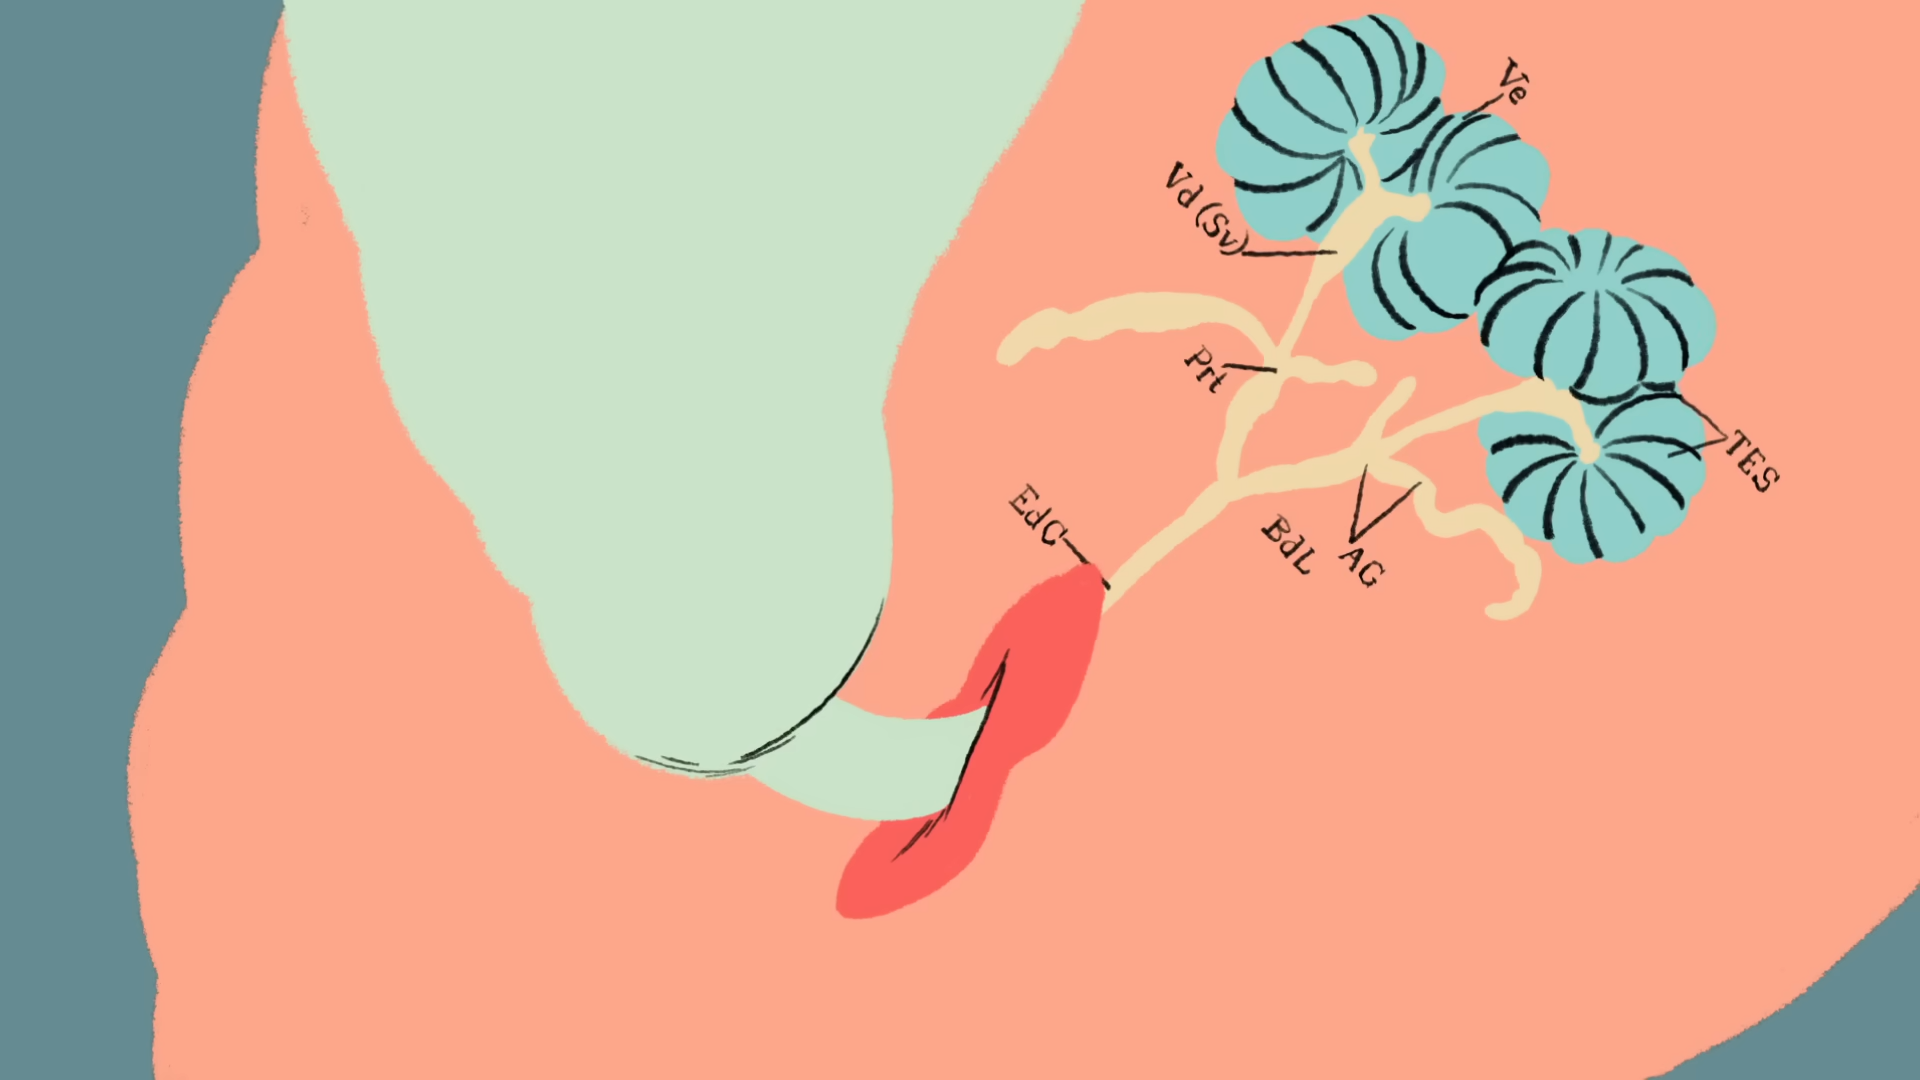 Ve
Vd(Sv)
Prt
TES
EdC
BdL
AG